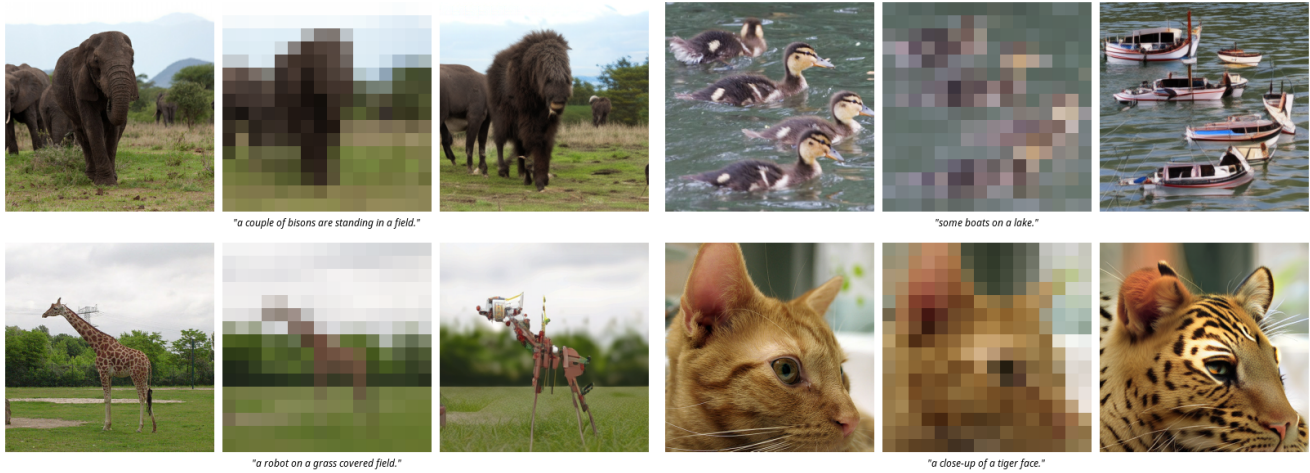 "a couple of bisons are standing in a field."
"some boats on a lake."
"a robot on a grass covered field."
"a close-up of a tiger face."